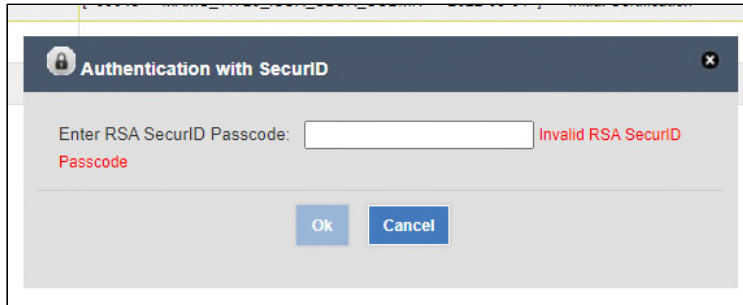 Authentication with SecurID
Enter RSA SecurID Passcode: Invalid RSA SecurID
Passcode
Ok Cancel